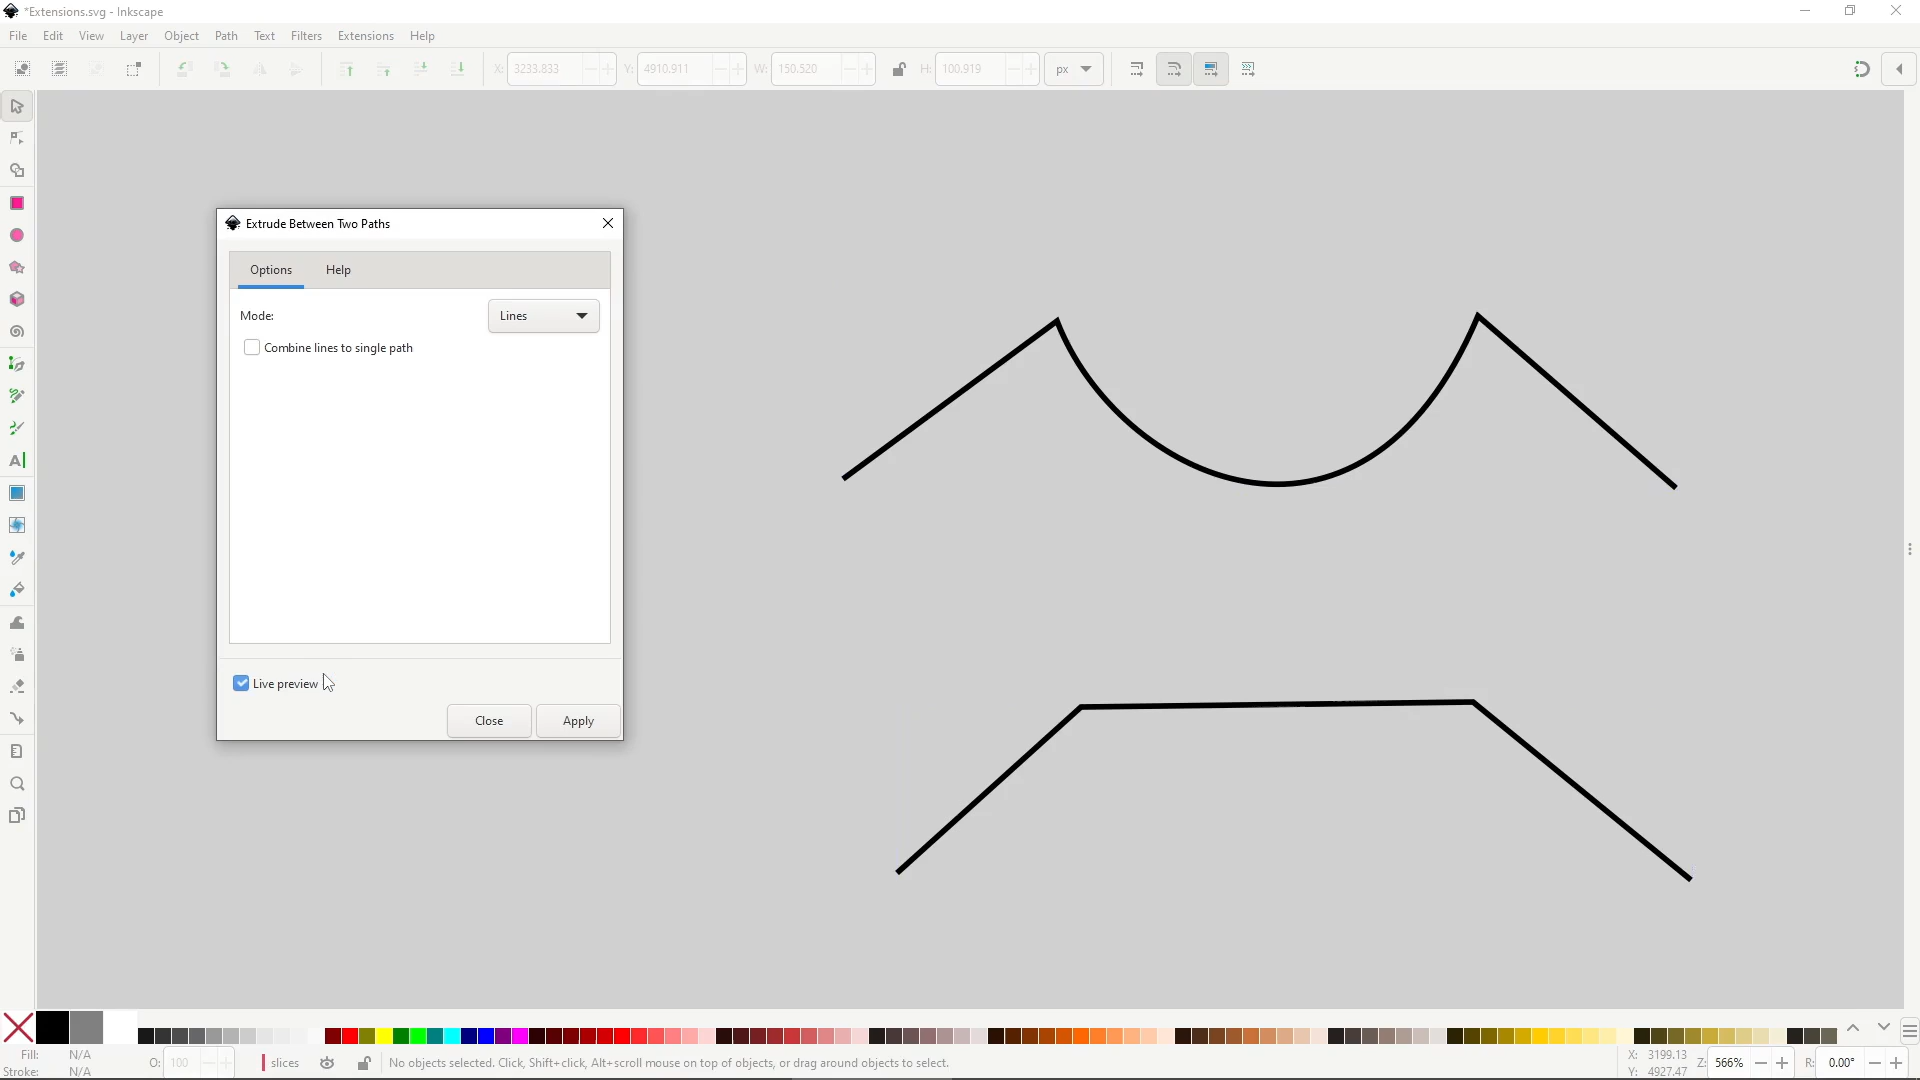 *Extensions.svg - Inkscape
File Edit View Layer Object Path Text Filters Extensions Help
X: 3233.833 Y: 4910.911 W: 150.520 H: 100.919 px
Extrude Between Two Paths
Options Help
Mode: Lines
Combine lines to single path
Live preview
Close Apply
Fill: N/A
Stroke: N/A
O: 100
slices
No objects selected. Click, Shift+click, Alt+scroll mouse on top of objects, or drag around objects to select.
X: 3199.13
Y: 4927.47
Z: 566%
R: 0.00°